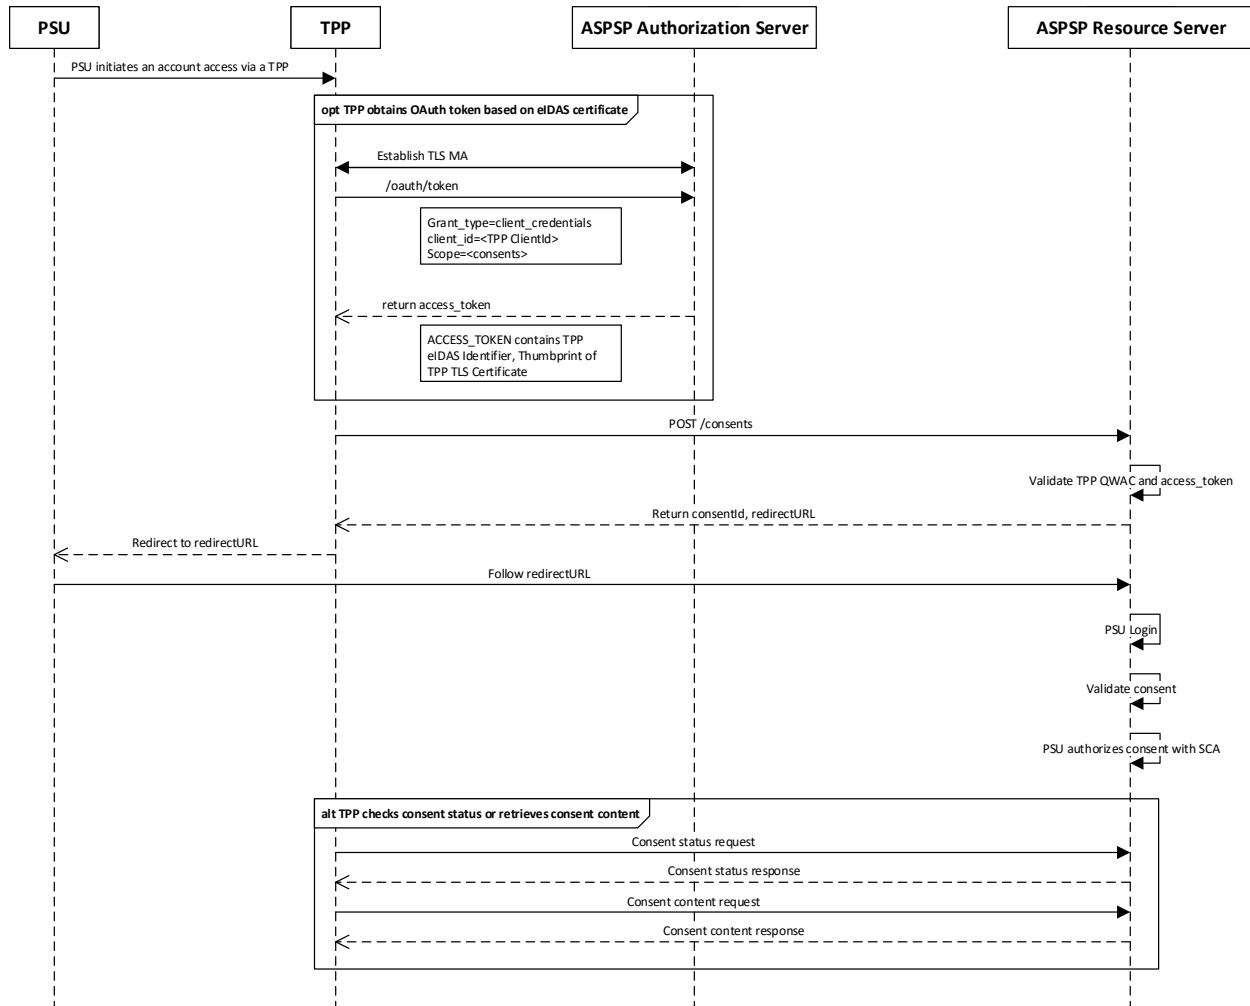 PSU
TPP
ASPSP Authorization Server
ASPSP Resource Server
PSU initiates an account access via a TPP
opt TPP obtains OAuth token based on eIDAS certificate
Establish TLS MA
/oauth/token
Grant_type=client_credentials
client_id=<TPP ClientId>
Scope=<consents>
return access_token
ACCESS_TOKEN contains TPP
eIDAS Identifier, Thumbprint of
TPP TLS Certificate
POST /consents
Validate TPP QWAC and access_token
Return consentId, redirectURL
Redirect to redirectURL
Follow redirectURL
PSU Login
Validate consent
PSU authorizes consent with SCA
alt TPP checks consent status or retrieves consent content
Consent status request
Consent status response
Consent content request
Consent content response